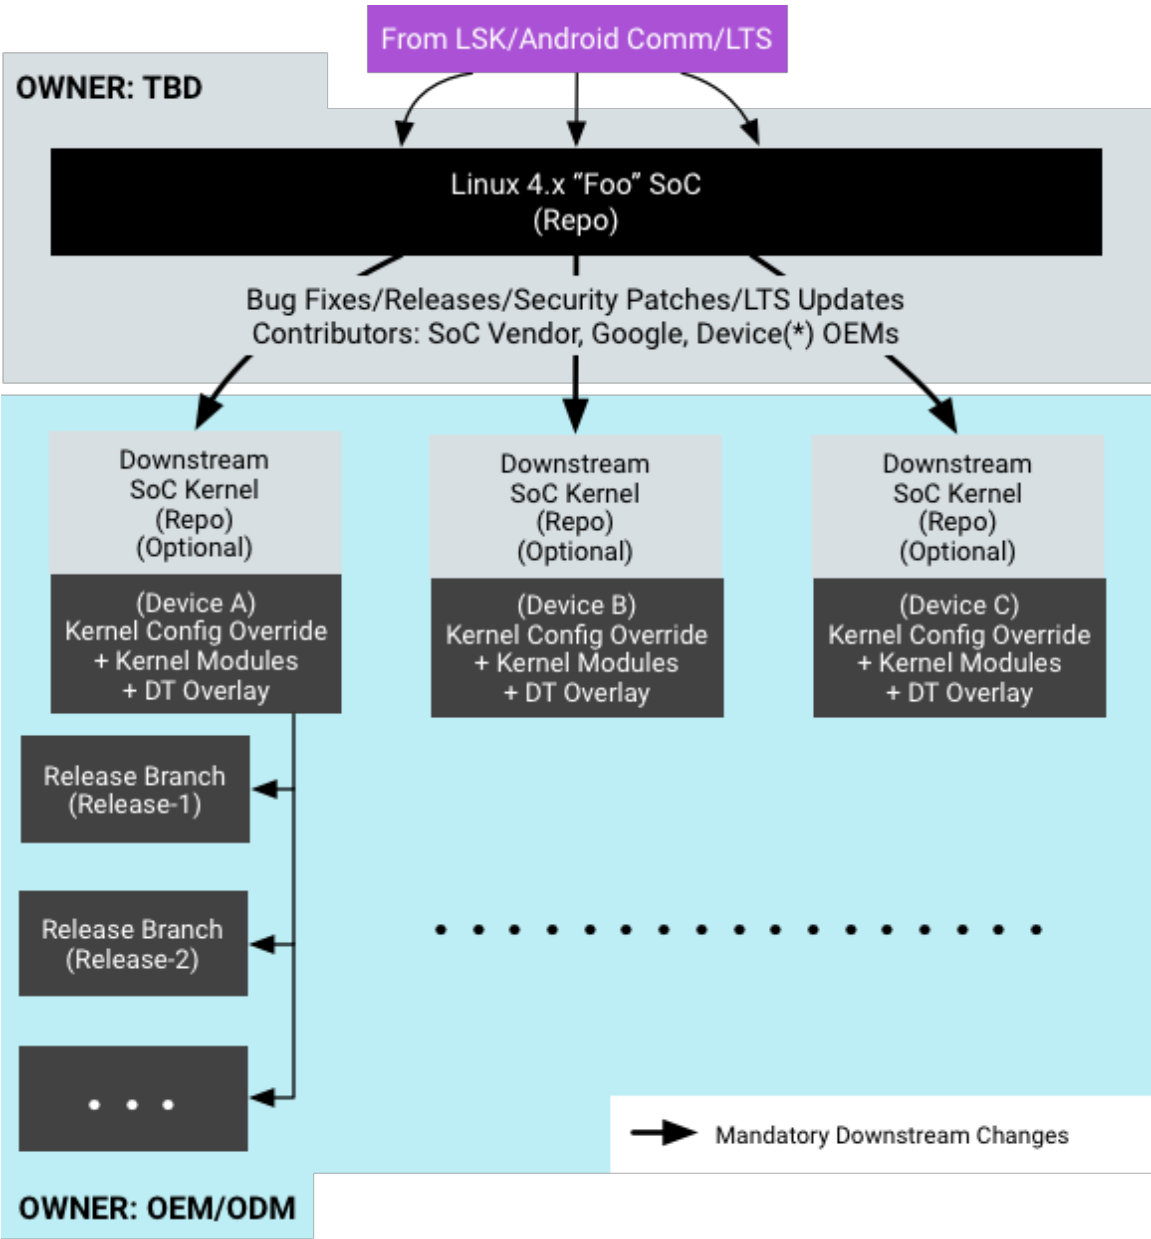 From LSK/Android Comm/LTS
OWNER: TBD
Linux 4.x “Foo” SoC
(Repo)
Bug Fixes/Releases/Security Patches/LTS Updates
Contributors: SoC Vendor, Google, Device(*) OEMs
Downstream
SoC Kernel
(Repo)
(Optional)
(Device A)
Kernel Config Override
+ Kernel Modules
+ DT Overlay
Downstream
SoC Kernel
(Repo)
(Optional)
(Device B)
Kernel Config Override
+ Kernel Modules
+ DT Overlay
Downstream
SoC Kernel
(Repo)
(Optional)
(Device C)
Kernel Config Override
+ Kernel Modules
+ DT Overlay
Release Branch
(Release-1)
Release Branch
(Release-2)
. . .
Mandatory Downstream Changes
OWNER: OEM/ODM